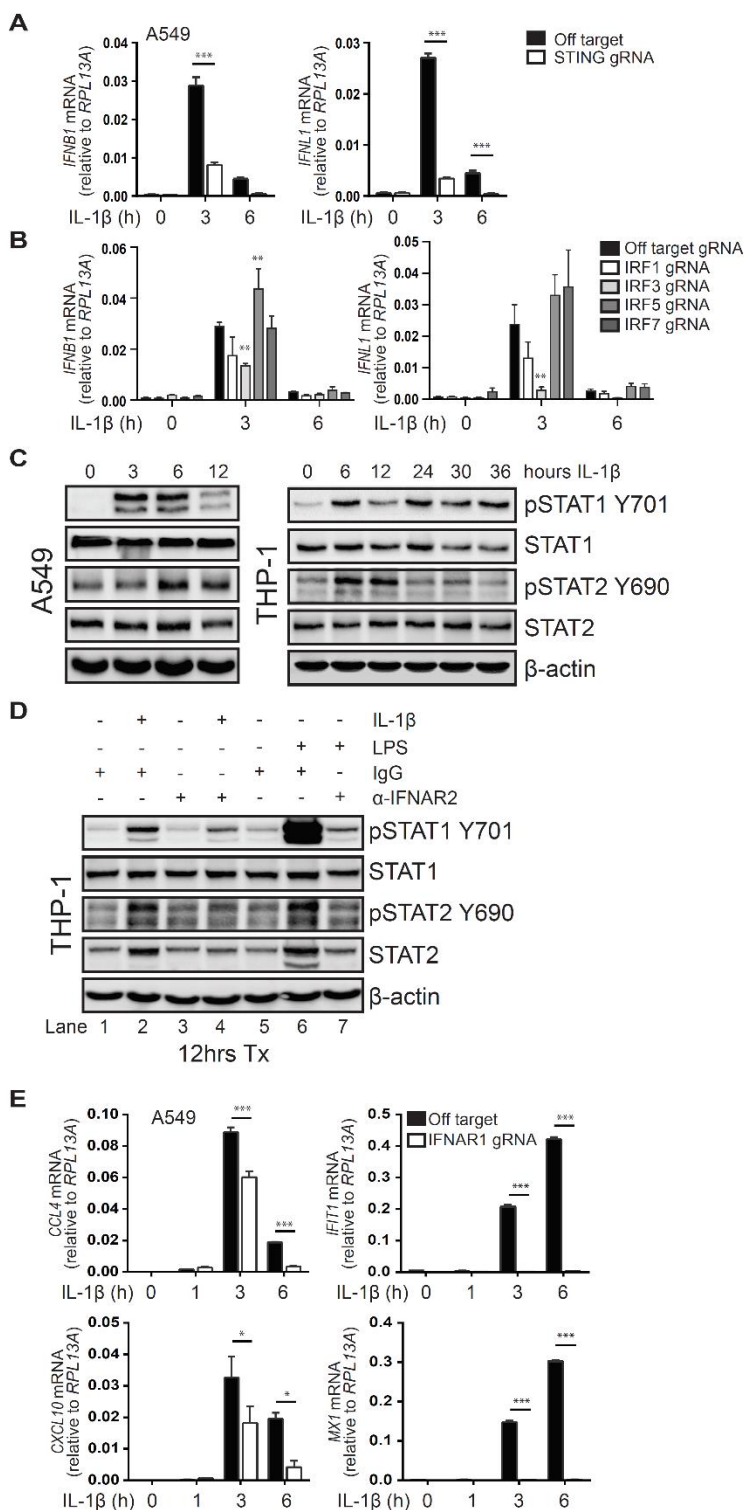 A
A549
IFNB1 mRNA
(relative to RPL13A)
0.04
0.03
0.02
0.01
0.00
***
IL-1β (h)
0
3
6
IFNL1 mRNA
(relative to RPL13A)
0.03
0.02
0.01
0.00
***
***
0
3
6
Off target
STING gRNA
B
IFNB1 mRNA
(relative to RPL13A)
0.06
0.04
0.02
0.00
**
**
IL-1β (h)
0
3
6
IFNL1 mRNA
(relative to RPL13A)
0.05
0.04
0.03
0.02
0.01
0.00
**
IL-1β (h)
0
3
6
Off target gRNA
IRF1 gRNA
IRF3 gRNA
IRF5 gRNA
IRF7 gRNA
C
0 3 6 12
A549
0 6 12 24 30 36 hours IL-1β
THP-1
pSTAT1 Y701
STAT1
pSTAT2 Y690
STAT2
β-actin
D
- + - + - - - IL-1β
- - - - - + + LPS
+ + - - + + - IgG
- - + + - - + α-IFNAR2
THP-1
pSTAT1 Y701
STAT1
pSTAT2 Y690
STAT2
β-actin
Lane 1 2 3 4 5 6 7
12hrs Tx
E
A549
CCL4 mRNA
(relative to RPL13A)
0.10
0.08
0.06
0.04
0.02
0.00
***
***
IL-1β (h) 0 1 3 6
IFIT1 mRNA
(relative to RPL13A)
0.5
0.4
0.3
0.2
0.1
0.0
***
***
IL-1β (h) 0 1 3 6
Off target
IFNAR1 gRNA
CXCL10 mRNA
(relative to RPL13A)
0.05
0.04
0.03
0.02
0.01
0.00
*
*
IL-1β (h) 0 1 3 6
MX1 mRNA
(relative to RPL13A)
0.4
0.3
0.2
0.1
0.0
***
***
IL-1β (h) 0 1 3 6